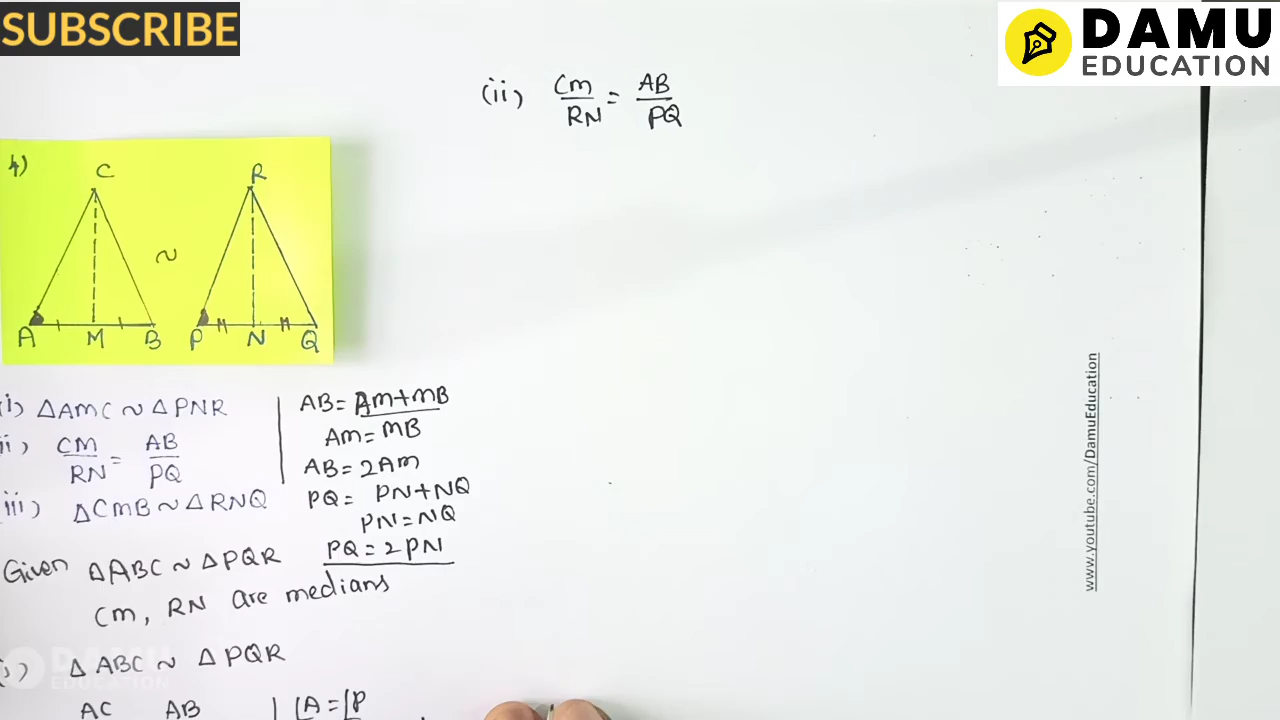 SUBSCRIBE
DAMU
EDUCATION
(ii) CM/RN = AB/PQ
4)
C
R
~
A M B P N Q
(i) ΔAMC ~ ΔPNR
ii) CM/RN = AB/PQ
iii) ΔCMB ~ ΔRNQ
AB = AM+MB
AM = MB
AB = 2AM
PQ = PN+NQ
PN = NQ
PQ = 2PN
Given ΔABC ~ ΔPQR
CM, RN are medians
i) ΔABC ~ ΔPQR
AC AB
∠A = ∠P
DAMU
EDUCATION
www.youtube.com/DamuEducation